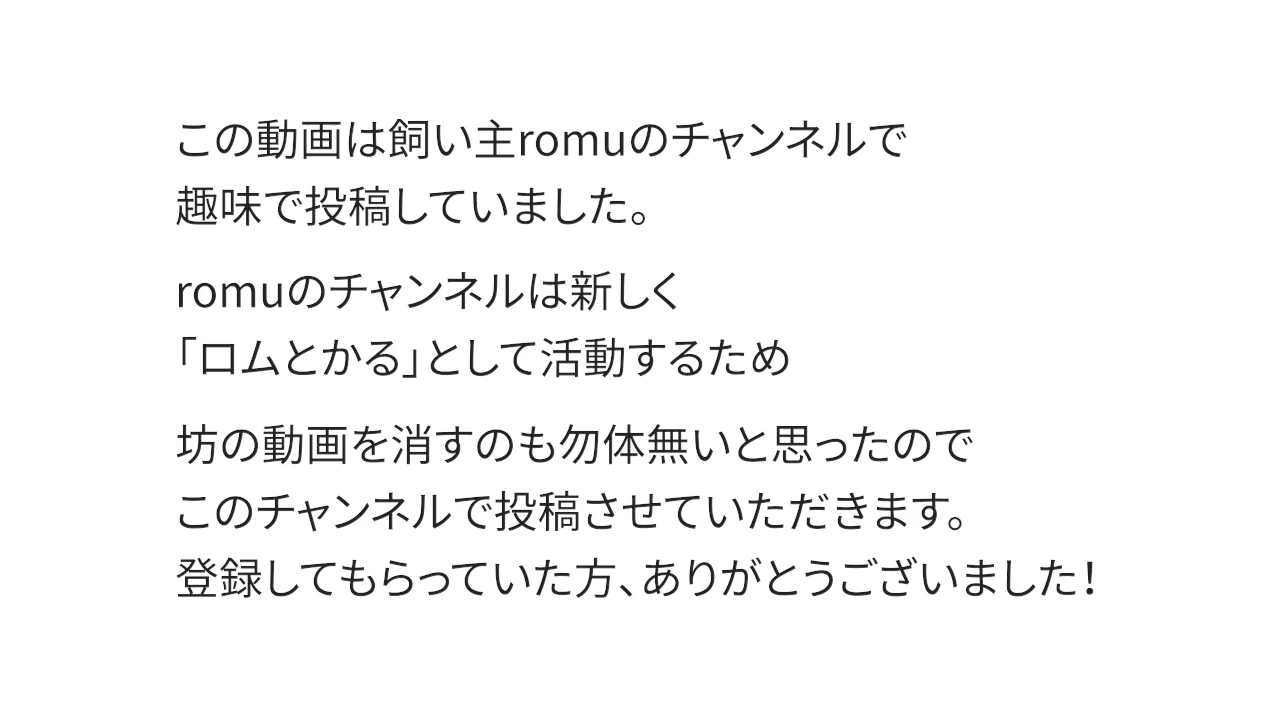 この動画は飼い主romuのチャンネルで
趣味で投稿していました。
romuのチャンネルは新しく
「ロムとかる」として活動するため
坊の動画を消すのも勿体無いと思ったので
このチャンネルで投稿させていただきます。
登録してもらっていた方、ありがとうございました!